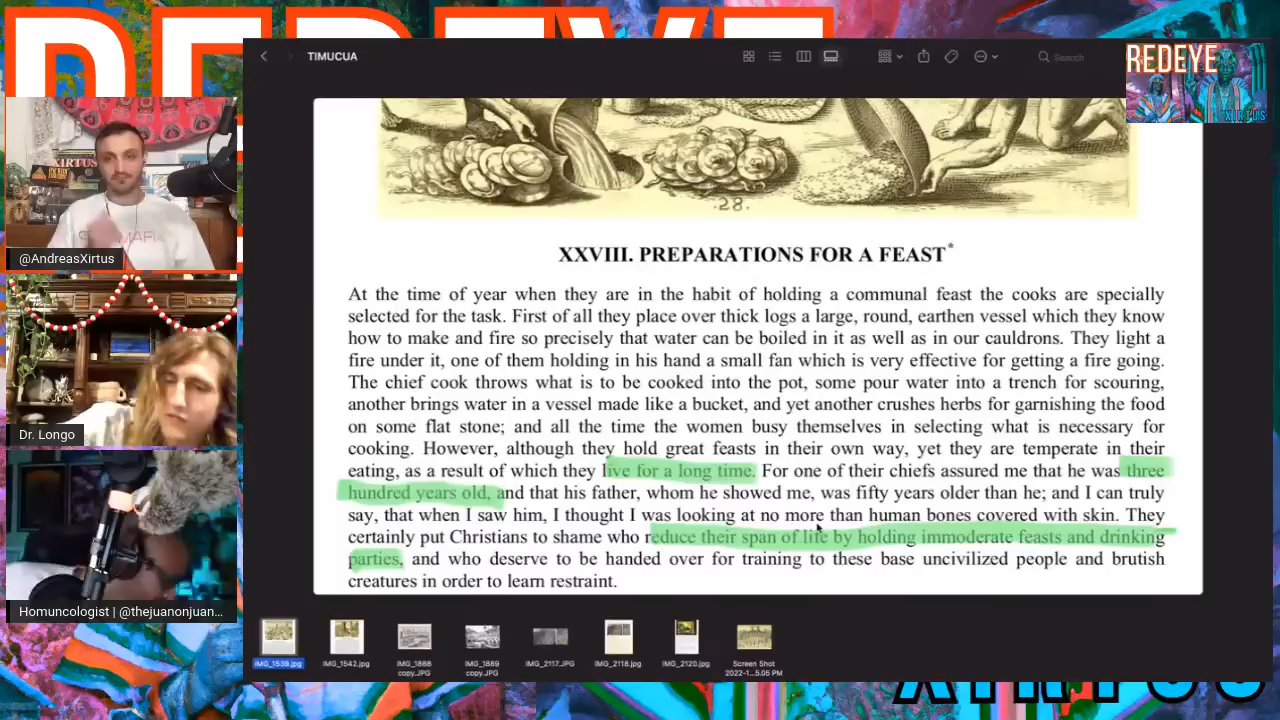 REDEYE
TIMUCUA
Search
REDEYE
XIRTUS
XIRTUS
@AndreasXirtus
.28.
XXVIII. PREPARATIONS FOR A FEAST*
At the time of year when they are in the habit of holding a communal feast the cooks are specially
selected for the task. First of all they place over thick logs a large, round, earthen vessel which they know
how to make and fire so precisely that water can be boiled in it as well as in our cauldrons. They light a
fire under it, one of them holding in his hand a small fan which is very effective for getting a fire going.
The chief cook throws what is to be cooked into the pot, some pour water into a trench for scouring,
another brings water in a vessel made like a bucket, and yet another crushes herbs for garnishing the food
on some flat stone; and all the time the women busy themselves in selecting what is necessary for
cooking. However, although they hold great feasts in their own way, yet they are temperate in their
eating, as a result of which they live for a long time. For one of their chiefs assured me that he was three
hundred years old, and that his father, whom he showed me, was fifty years older than he; and I can truly
say, that when I saw him, I thought I was looking at no more than human bones covered with skin. They
certainly put Christians to shame who reduce their span of life by holding immoderate feasts and drinking
parties, and who deserve to be handed over for training to these base uncivilized people and brutish
creatures in order to learn restraint.
Dr. Longo
Homuncologist | @thejuanonjuan...
IMG_1539.jpg
IMG_1542.jpg
IMG_1888
copy.JPG
IMG_1889
copy.JPG
IMG_2117.JPG
IMG_2118.jpg
IMG_2120.jpg
Screen Shot
2022-1...5.05 PM